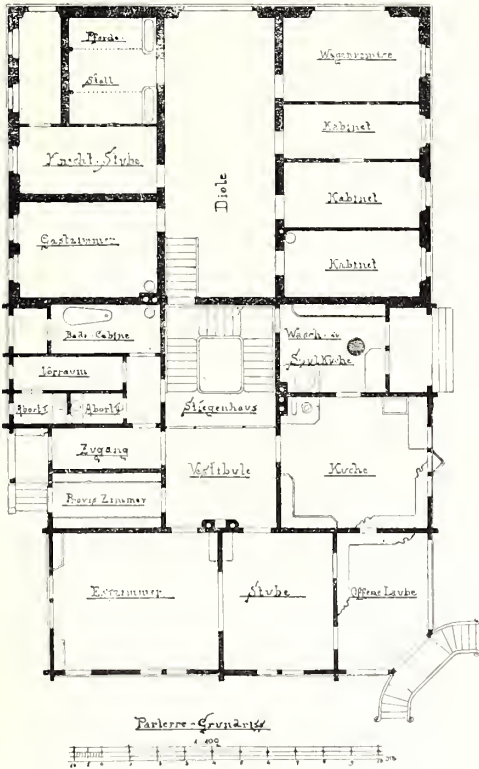 Pferde-
Stall
Wagenremise
Kabinet
Knecht-Stube
Kabinet
Diele
Gastzimmer
Kabinet
Bade-Cabine
Wasch- u.
Spülküche
Vorraum
Abort
Abort
Stiegenhaus
Zugang
Vestibule
Küche
Provis Zimmer
Esszimmer
Stube
Offene Laube
Parterre-Grundriss
1:100